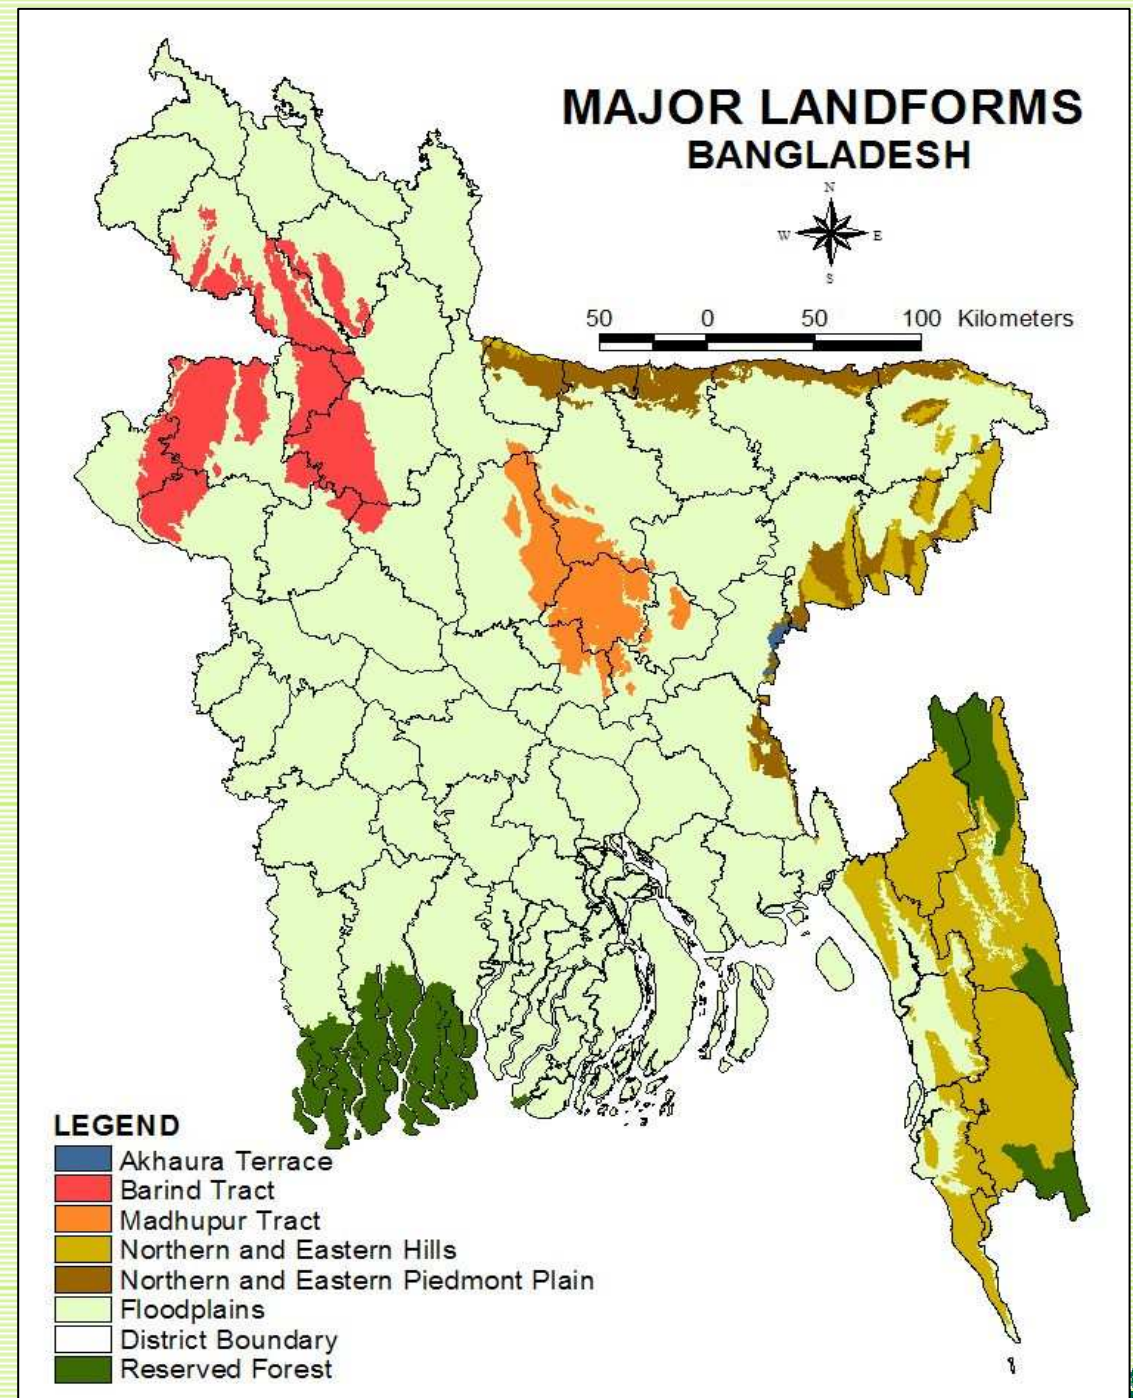 MAJOR LANDFORMS
BANGLADESH
N
W E
S
50 0 50 100 Kilometers
LEGEND
Akhaura Terrace
Barind Tract
Madhupur Tract
Northern and Eastern Hills
Northern and Eastern Piedmont Plain
Floodplains
District Boundary
Reserved Forest